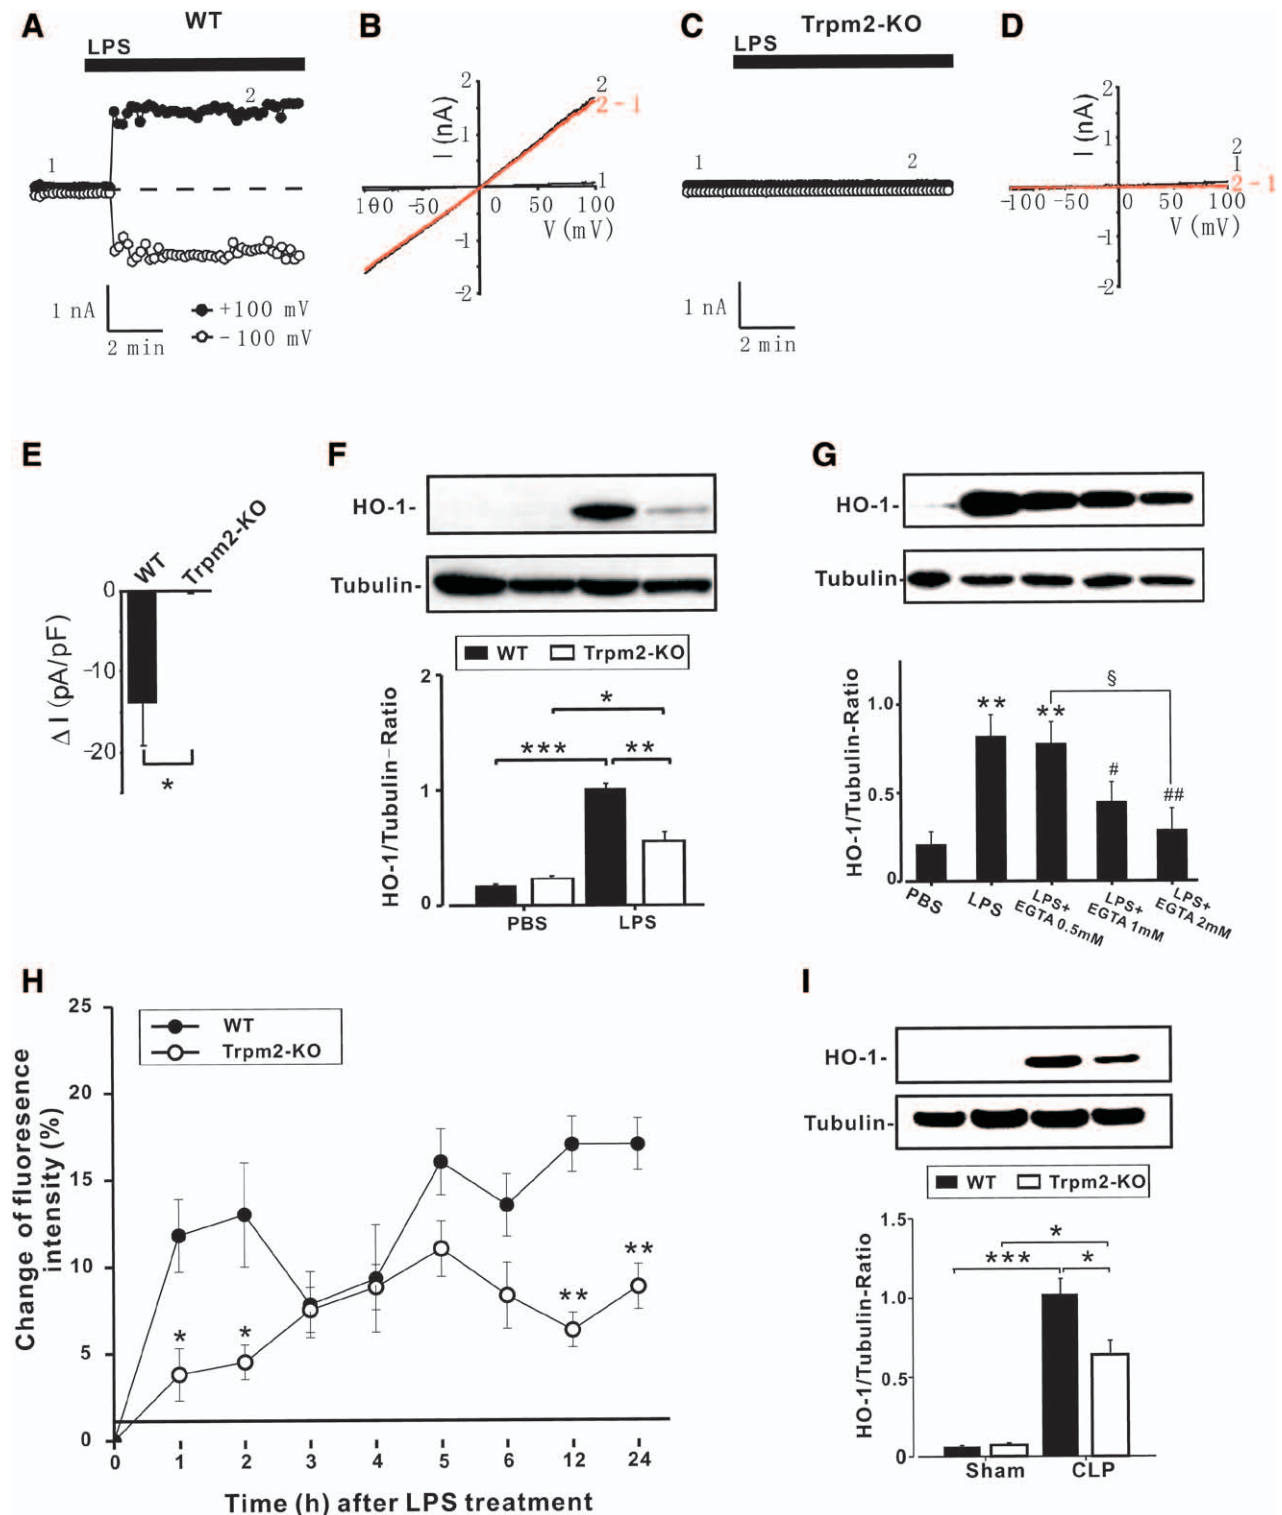 A
WT
LPS
1
2
1 nA
2 min
+100 mV
-100 mV
B
2
1
-1
-2
I (nA)
100 -50 0 50 100
V (mV)
2
2-1
1
C
Trpm2-KO
LPS
1
2
1 nA
2 min
D
2
1
-1
-2
I (nA)
-100 -50 0 50 100
V (mV)
2
1
2-1
E
WT
Trpm2-KO
0
-10
-20
Δ I (pA/pF)
*
F
HO-1-
Tubulin-
WT Trpm2-KO
2
1
0
HO-1/Tubulin-Ratio
*
*** **
PBS LPS
G
HO-1-
Tubulin-
1.0
0.5
0
HO-1/Tubulin-Ratio
§
** **
#
##
PBS
LPS
LPS+
EGTA 0.5mM
LPS+
EGTA 1mM
LPS+
EGTA 2mM
H
WT
Trpm2-KO
25
20
15
10
5
0
Change of fluoresence
intensity (%)
* * ** **
0 1 2 3 4 5 6 12 24
Time (h) after LPS treatment
I
HO-1-
Tubulin-
WT Trpm2-KO
1.5
1.0
0.5
0
HO-1/Tubulin-Ratio
*
*** *
Sham CLP